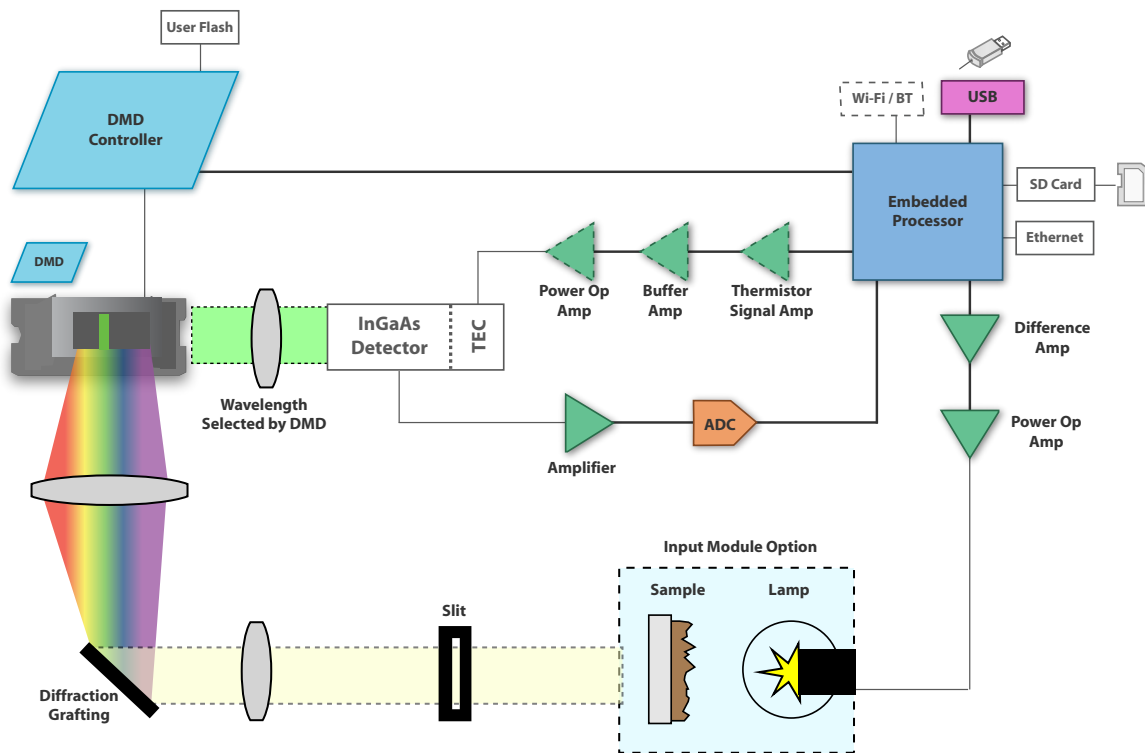 User Flash
DMD
Controller
Wi-Fi / BT
USB
Embedded
Processor
SD Card
Ethernet
DMD
Power Op
Amp
Buffer
Amp
Thermistor
Signal Amp
InGaAs
Detector
TEC
Difference
Amp
Wavelength
Selected by DMD
Amplifier
ADC
Power Op
Amp
Input Module Option
Sample
Lamp
Slit
Diffraction
Grafting